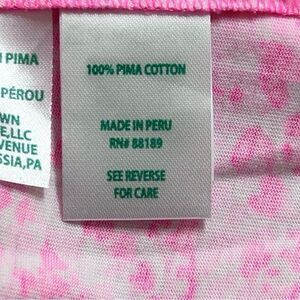 PIMA
PÉROU
WN
E,LLC
VENUE
SSIA,PA
100% PIMA COTTON
MADE IN PERU
RN# 88189
SEE REVERSE
FOR CARE